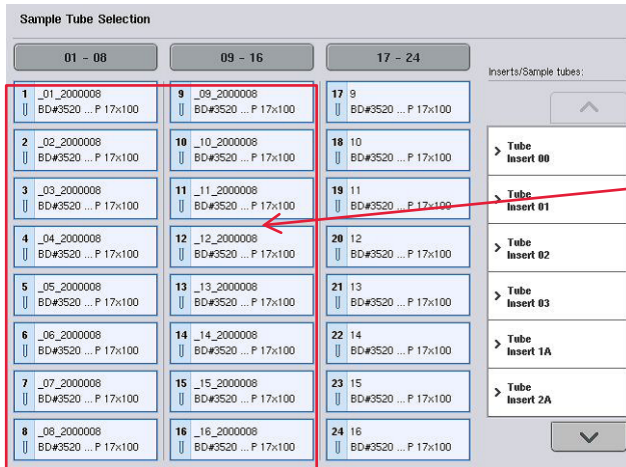 Sample Tube Selection
01 - 08
09 - 16
17 - 24
Inserts/Sample tubes:
1 _01_2000008
BD#3520 ... P 17x100
2 _02_2000008
BD#3520 ... P 17x100
3 _03_2000008
BD#3520 ... P 17x100
4 _04_2000008
BD#3520 ... P 17x100
5 _05_2000008
BD#3520 ... P 17x100
6 _06_2000008
BD#3520 ... P 17x100
7 _07_2000008
BD#3520 ... P 17x100
8 _08_2000008
BD#3520 ... P 17x100
9 _09_2000008
BD#3520 ... P 17x100
10 _10_2000008
BD#3520 ... P 17x100
11 _11_2000008
BD#3520 ... P 17x100
12 _12_2000008
BD#3520 ... P 17x100
13 _13_2000008
BD#3520 ... P 17x100
14 _14_2000008
BD#3520 ... P 17x100
15 _15_2000008
BD#3520 ... P 17x100
16 _16_2000008
BD#3520 ... P 17x100
17 9
BD#3520 ... P 17x100
18 10
BD#3520 ... P 17x100
19 11
BD#3520 ... P 17x100
20 12
BD#3520 ... P 17x100
21 13
BD#3520 ... P 17x100
22 14
BD#3520 ... P 17x100
23 15
BD#3520 ... P 17x100
24 16
BD#3520 ... P 17x100
Tube
Insert 00
Tube
Insert 01
Tube
Insert 02
Tube
Insert 03
Tube
Insert 1A
Tube
Insert 2A